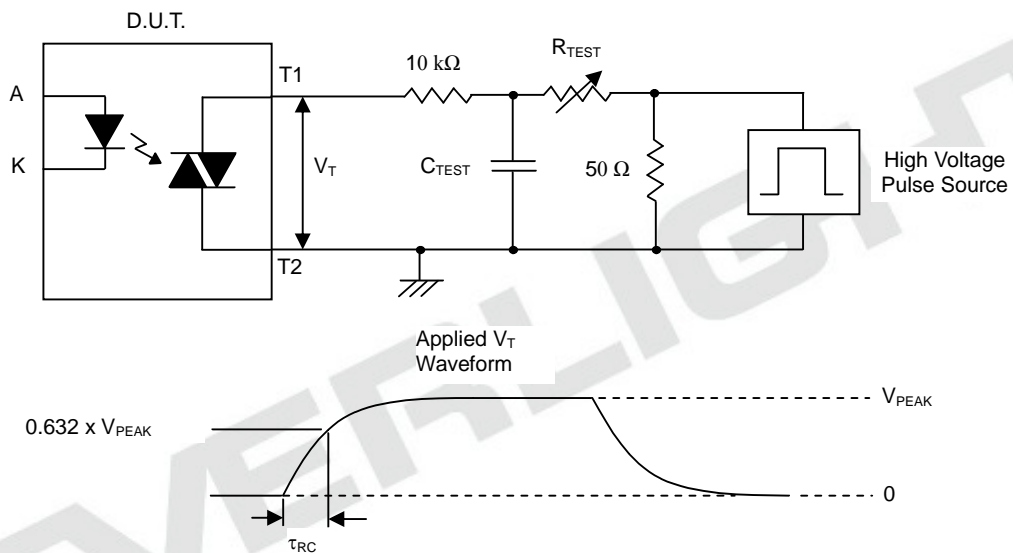 D.U.T.
A
K
T1
T2
V_T
10 kΩ
R_TEST
C_TEST
50 Ω
High Voltage
Pulse Source
Applied V_T
Waveform
V_PEAK
0.632 x V_PEAK
0
τ_RC
EVERLIGHT